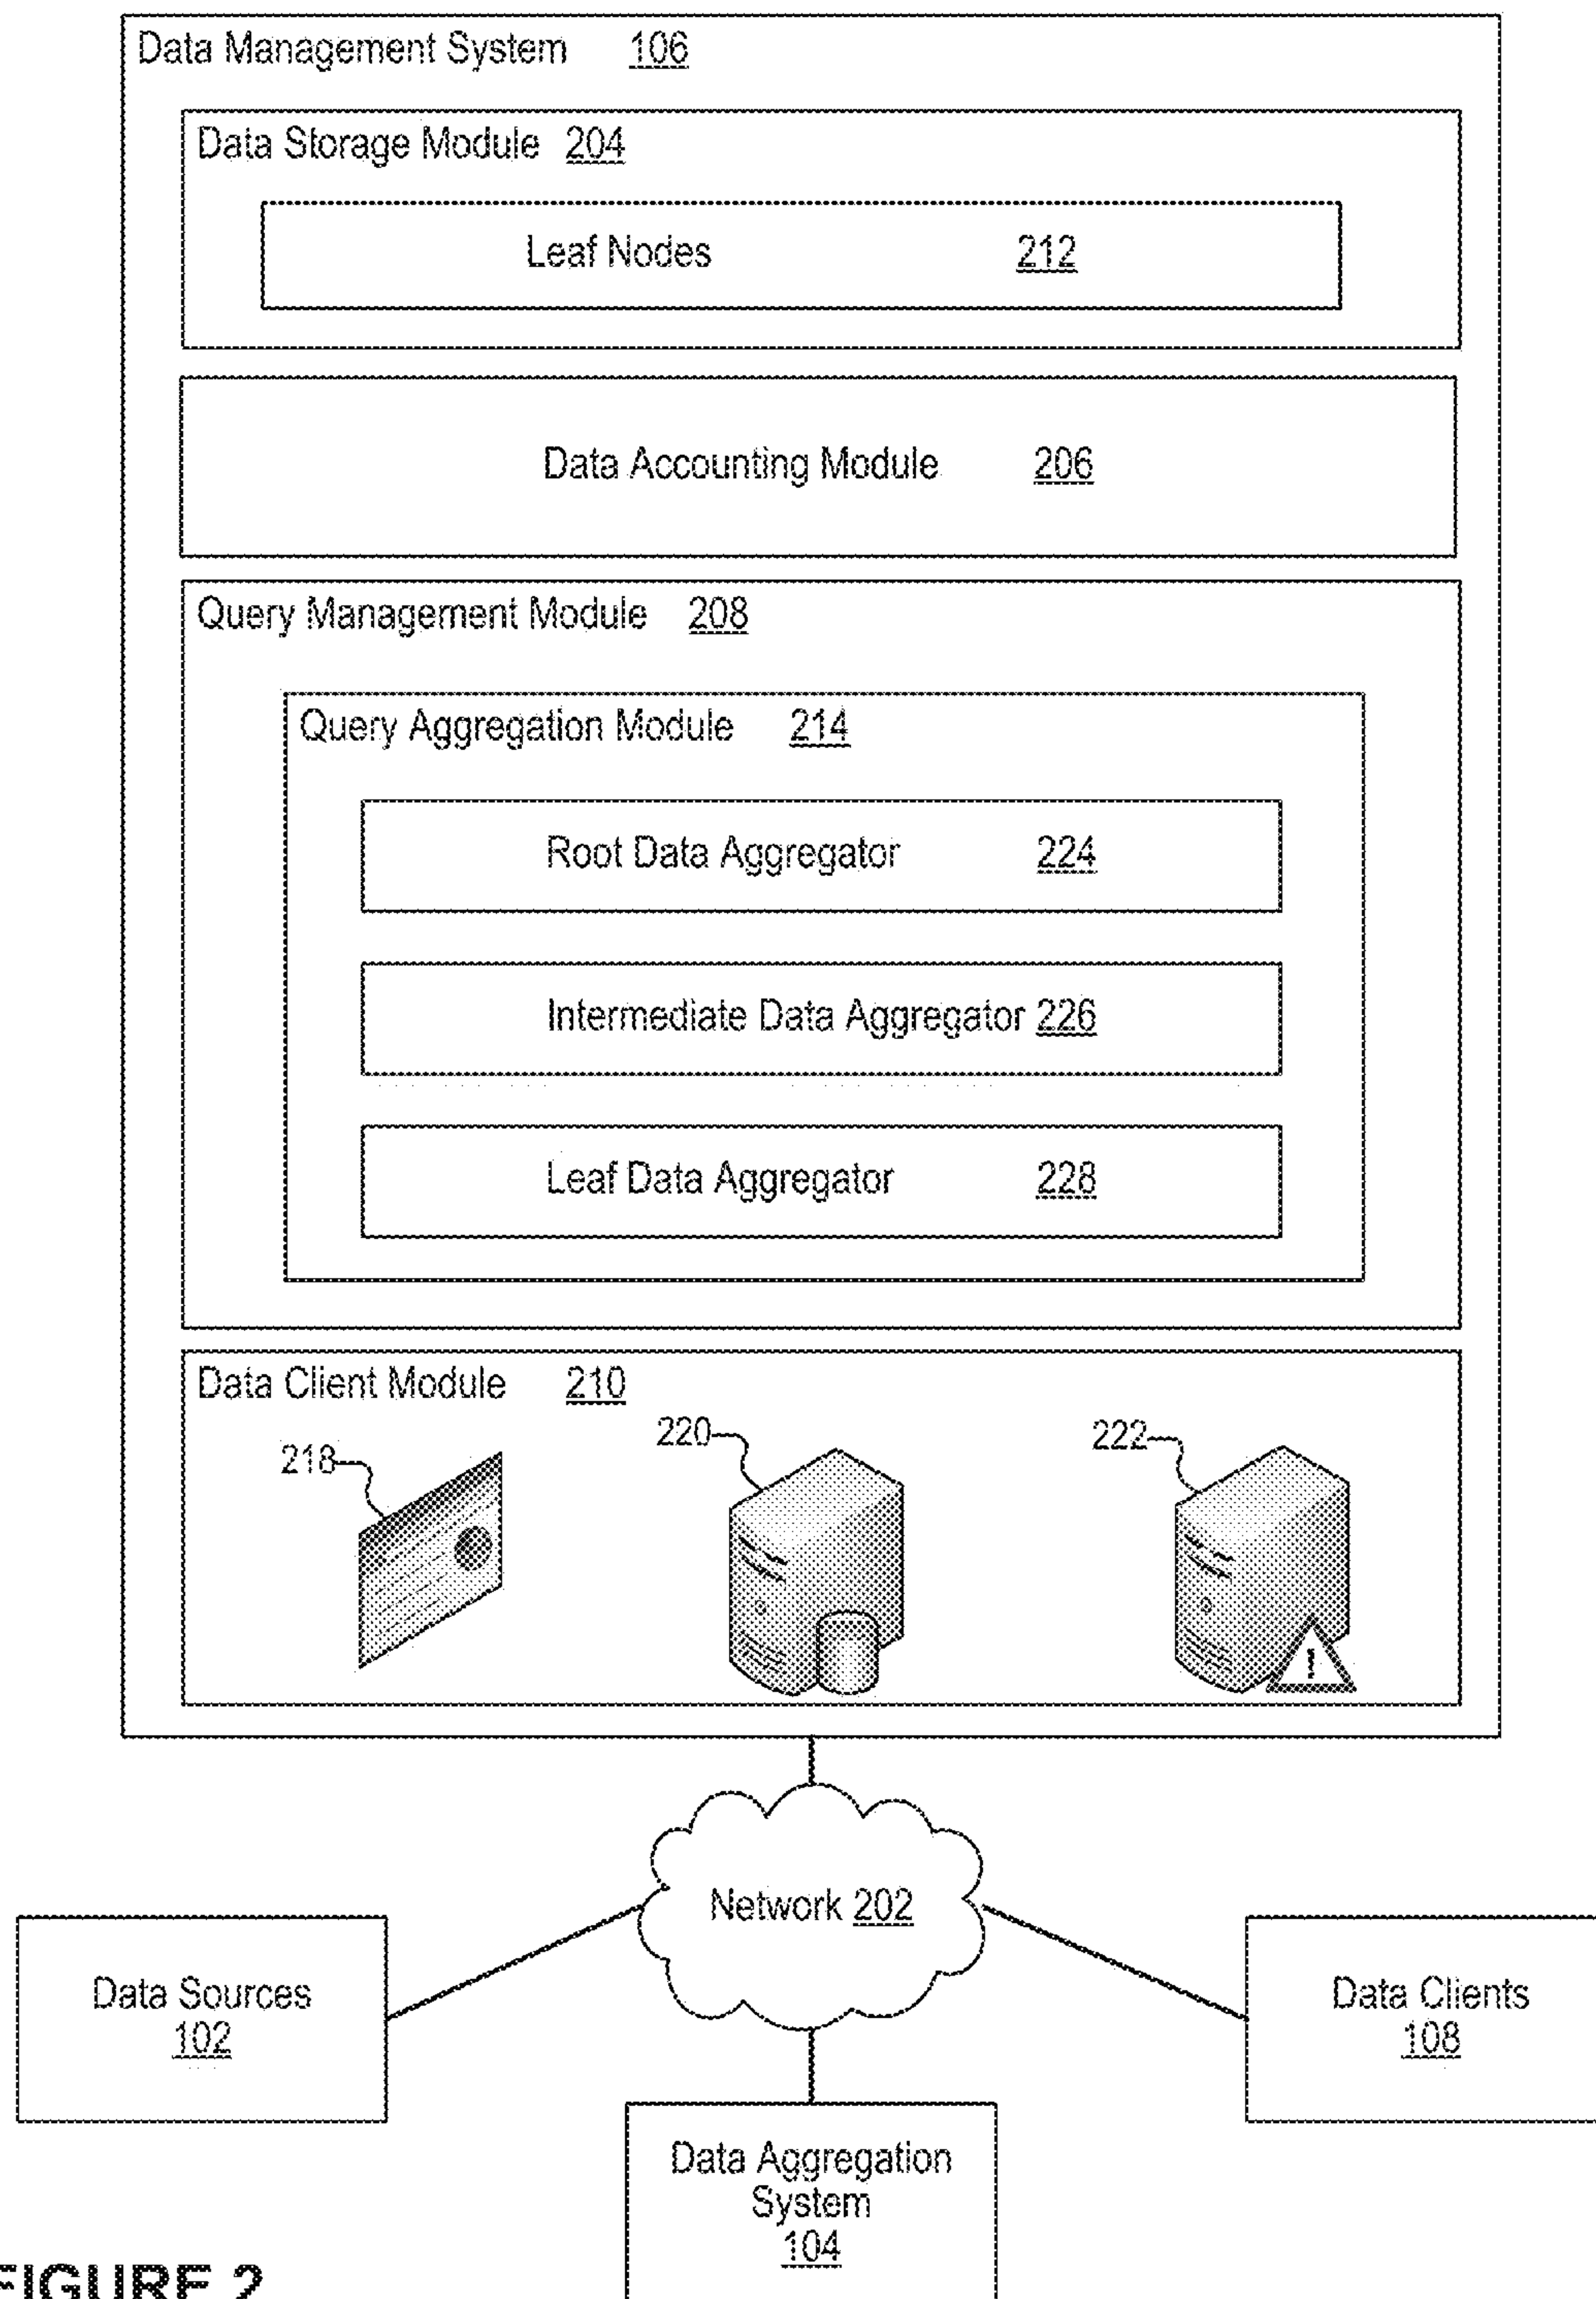 Data Management System 106
Data Storage Module 204
Leaf Nodes 212
Data Accounting Module 206
Query Management Module 208
Query Aggregation Module 214
Root Data Aggregator 224
Intermediate Data Aggregator 226
Leaf Data Aggregator 228
Data Client Module 210
218
220
222
!
Network 202
Data Sources
102
Data Clients
108
Data Aggregation
System
104
FIGURE 2